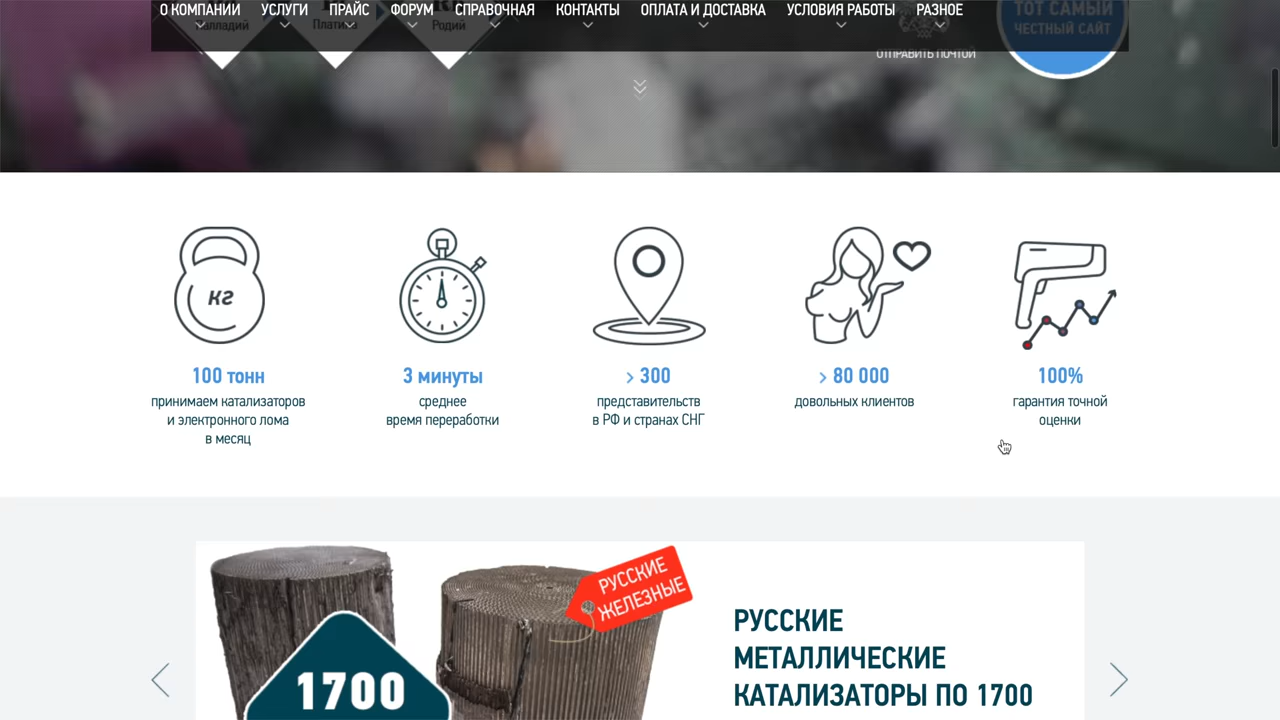 О КОМПАНИИ УСЛУГИ ПРАЙС ФОРУМ СПРАВОЧНАЯ КОНТАКТЫ ОПЛАТА И ДОСТАВКА УСЛОВИЯ РАБОТЫ РАЗНОЕ
Палладий Платина Родий
ТОТ САМЫЙ
ЧЕСТНЫЙ САЙТ
ОТПРАВИТЬ ПОЧТОЙ
кг
100 тонн
принимаем катализаторов
и электронного лома
в месяц
3 минуты
среднее
время переработки
> 300
представительств
в РФ и странах СНГ
> 80 000
довольных клиентов
100%
гарантия точной
оценки
РУССКИЕ
ЖЕЛЕЗНЫЕ
1700
РУССКИЕ
МЕТАЛЛИЧЕСКИЕ
КАТАЛИЗАТОРЫ ПО 1700